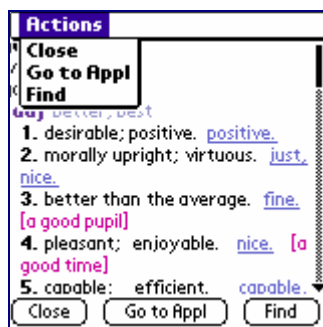 Actions
Close
Go to Appl
Find
adj better, best
1. desirable; positive. positive.
2. morally upright; virtuous. just,
nice.
3. better than the average. fine.
[a good pupil]
4. pleasant; enjoyable. nice. [a
good time]
5. capable; efficient. capable.
Close Go to Appl Find